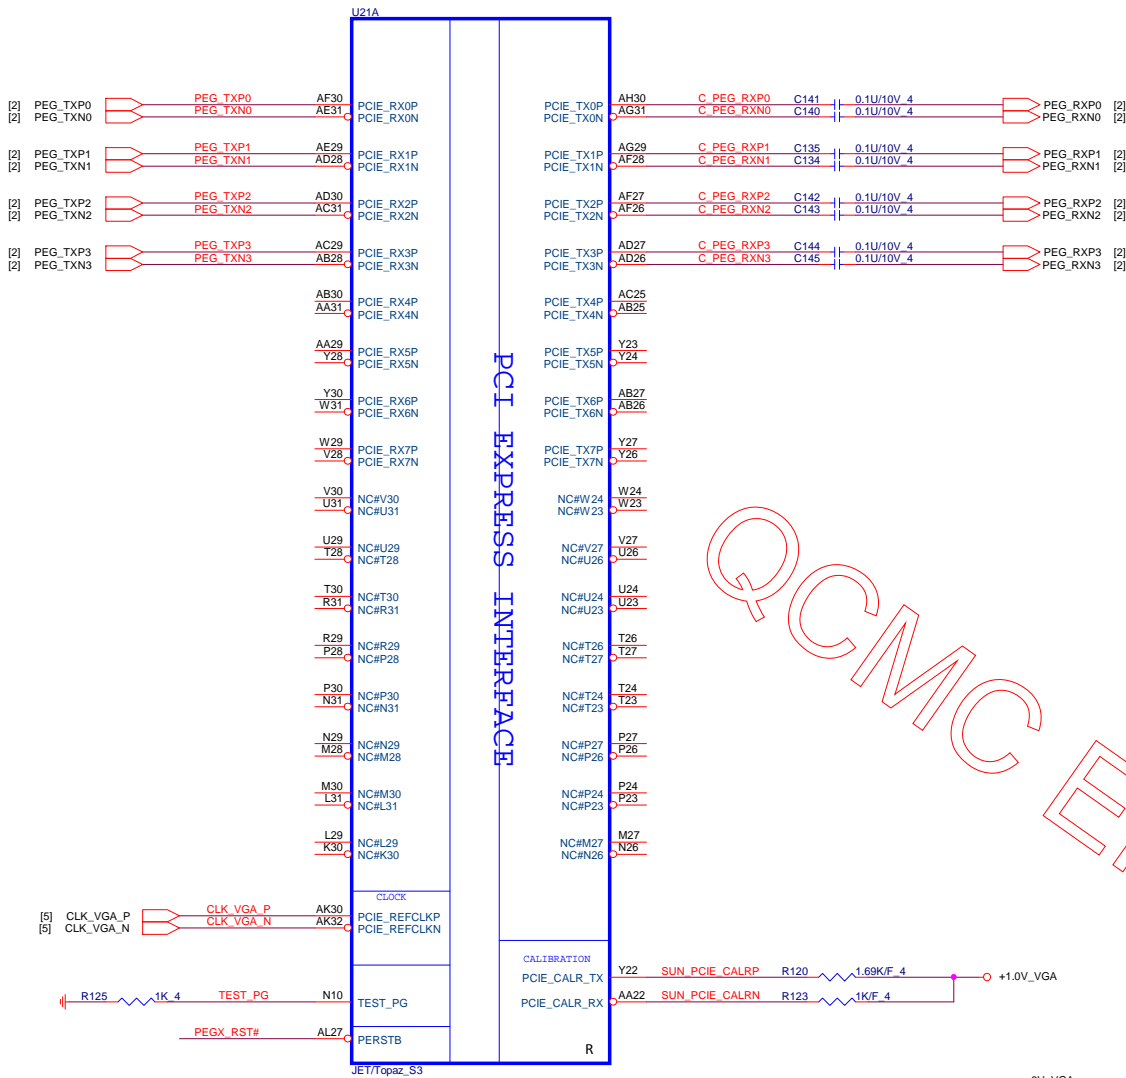 U21A
[2] PEG_TXP0 PEG_TXP0 AF30 PCIE_RX0P PCIE_TX0P AH30 C_PEG_RXP0 C141 0.1U/10V_4 PEG_RXP0 [2]
[2] PEG_TXN0 PEG_TXN0 AE31 PCIE_RX0N PCIE_TX0N AG31 C_PEG_RXN0 C140 0.1U/10V_4 PEG_RXN0 [2]
[2] PEG_TXP1 PEG_TXP1 AE29 PCIE_RX1P PCIE_TX1P AG29 C_PEG_RXP1 C135 0.1U/10V_4 PEG_RXP1 [2]
[2] PEG_TXN1 PEG_TXN1 AD28 PCIE_RX1N PCIE_TX1N AF28 C_PEG_RXN1 C134 0.1U/10V_4 PEG_RXN1 [2]
[2] PEG_TXP2 PEG_TXP2 AD30 PCIE_RX2P PCIE_TX2P AF27 C_PEG_RXP2 C142 0.1U/10V_4 PEG_RXP2 [2]
[2] PEG_TXN2 PEG_TXN2 AC31 PCIE_RX2N PCIE_TX2N AF26 C_PEG_RXN2 C143 0.1U/10V_4 PEG_RXN2 [2]
[2] PEG_TXP3 PEG_TXP3 AC29 PCIE_RX3P PCIE_TX3P AD27 C_PEG_RXP3 C144 0.1U/10V_4 PEG_RXP3 [2]
[2] PEG_TXN3 PEG_TXN3 AB28 PCIE_RX3N PCIE_TX3N AD26 C_PEG_RXN3 C145 0.1U/10V_4 PEG_RXN3 [2]
AB30 PCIE_RX4P PCIE_TX4P AC25
AA31 PCIE_RX4N PCIE_TX4N AB25
AA29 PCIE_RX5P PCIE_TX5P Y23
Y28 PCIE_RX5N PCIE_TX5N Y24
Y30 PCIE_RX6P PCIE_TX6P AB27
W31 PCIE_RX6N PCIE_TX6N AB26
W29 PCIE_RX7P PCIE_TX7P Y27
V28 PCIE_RX7N PCIE_TX7N Y26
PCI EXPRESS INTERFACE
V30 NC#V30 NC#W24 W24
U31 NC#U31 NC#W23 W23
U29 NC#U29 NC#V27 V27
T28 NC#T28 NC#U26 U26
T30 NC#T30 NC#U24 U24
R31 NC#R31 NC#U23 U23
R29 NC#R29 NC#T26 T26
P28 NC#P28 NC#T27 T27
P30 NC#P30 NC#T24 T24
N31 NC#N31 NC#T23 T23
N29 NC#N29 NC#P27 P27
M28 NC#M28 NC#P26 P26
M30 NC#M30 NC#P24 P24
L31 NC#L31 NC#P23 P23
L29 NC#L29 NC#M27 M27
K30 NC#K30 NC#N26 N26
QCMC E
CLOCK
[5] CLK_VGA_P CLK_VGA_P AK30 PCIE_REFCLKP
[5] CLK_VGA_N CLK_VGA_N AK32 PCIE_REFCLKN
CALIBRATION
PCIE_CALR_TX Y22 SUN_PCIE_CALRP R120 1.69K/F_4 +1.0V_VGA
R125 1K_4 TEST_PG N10 TEST_PG PCIE_CALR_RX AA22 SUN_PCIE_CALRN R123 1K/F_4
PEGX_RST# AL27 PERSTB
R
JET/Topaz_S3